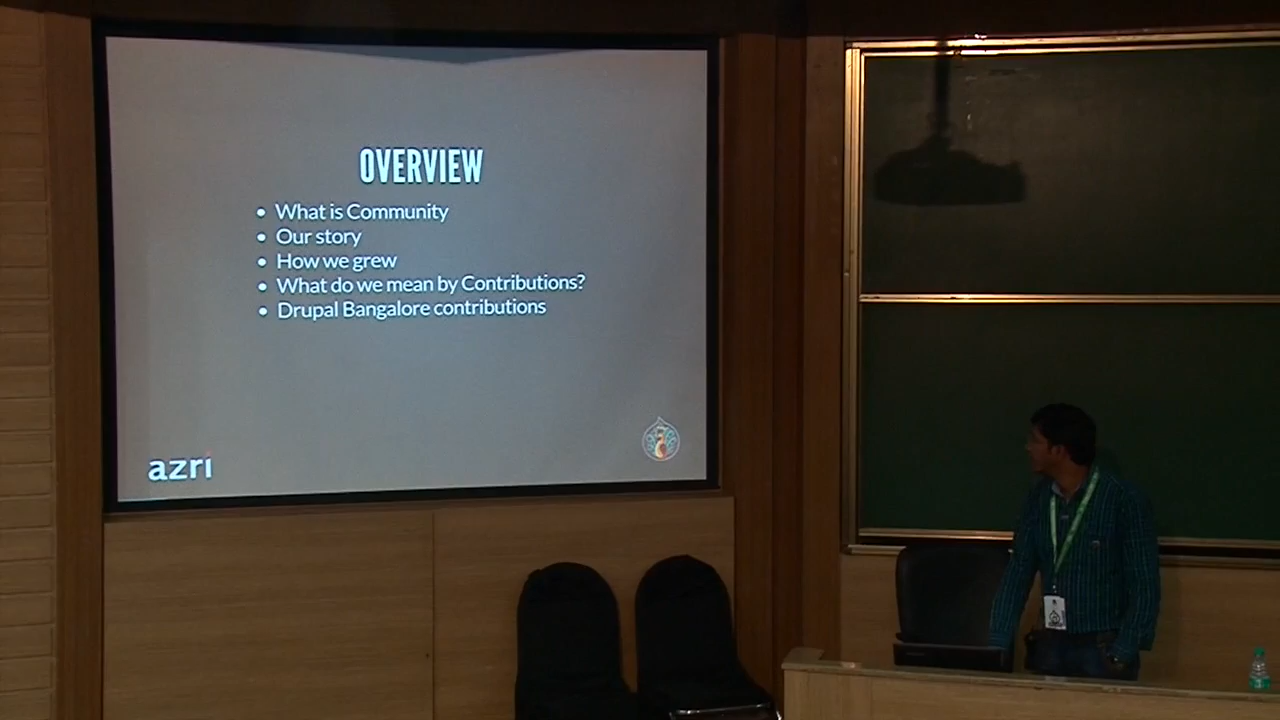 OVERVIEW
• What is Community
• Our story
• How we grew
• What do we mean by Contributions?
• Drupal Bangalore contributions
azri